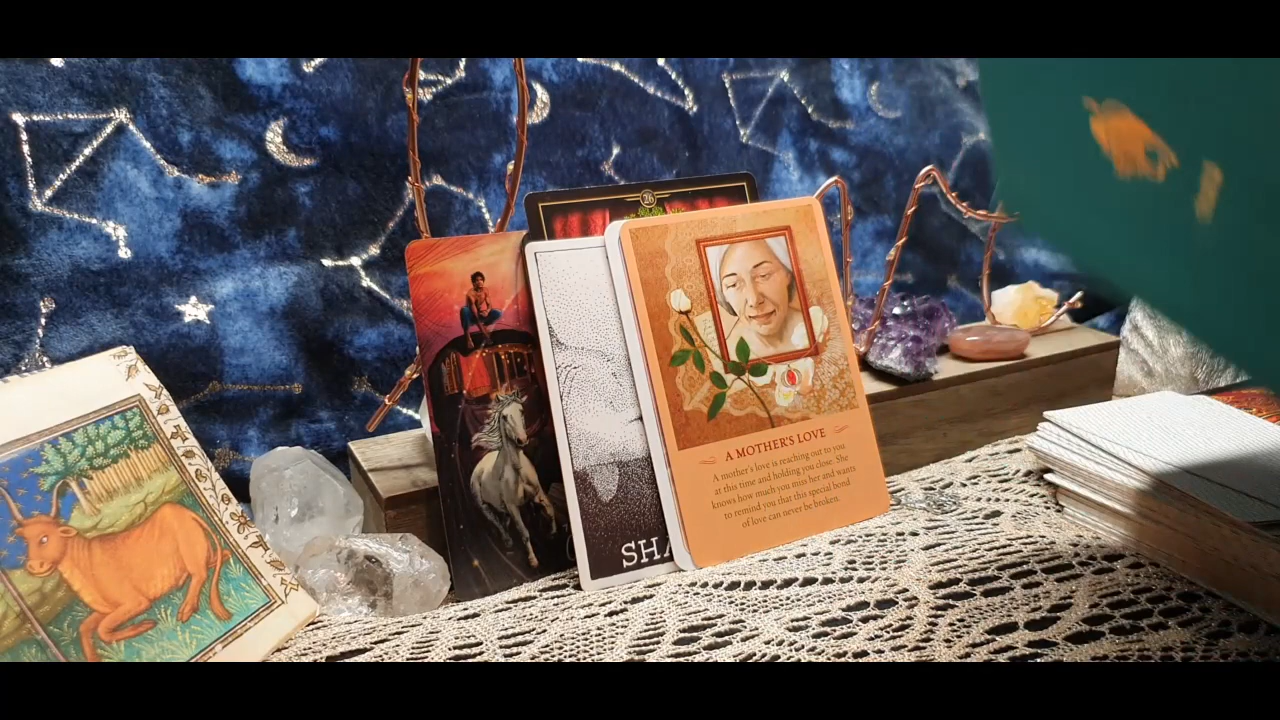 26
SHA
A MOTHER'S LOVE
A mother's love is reaching out to you
at this time and holding you close. She
knows how much you miss her and wants
to remind you that this special bond
of love can never be broken.